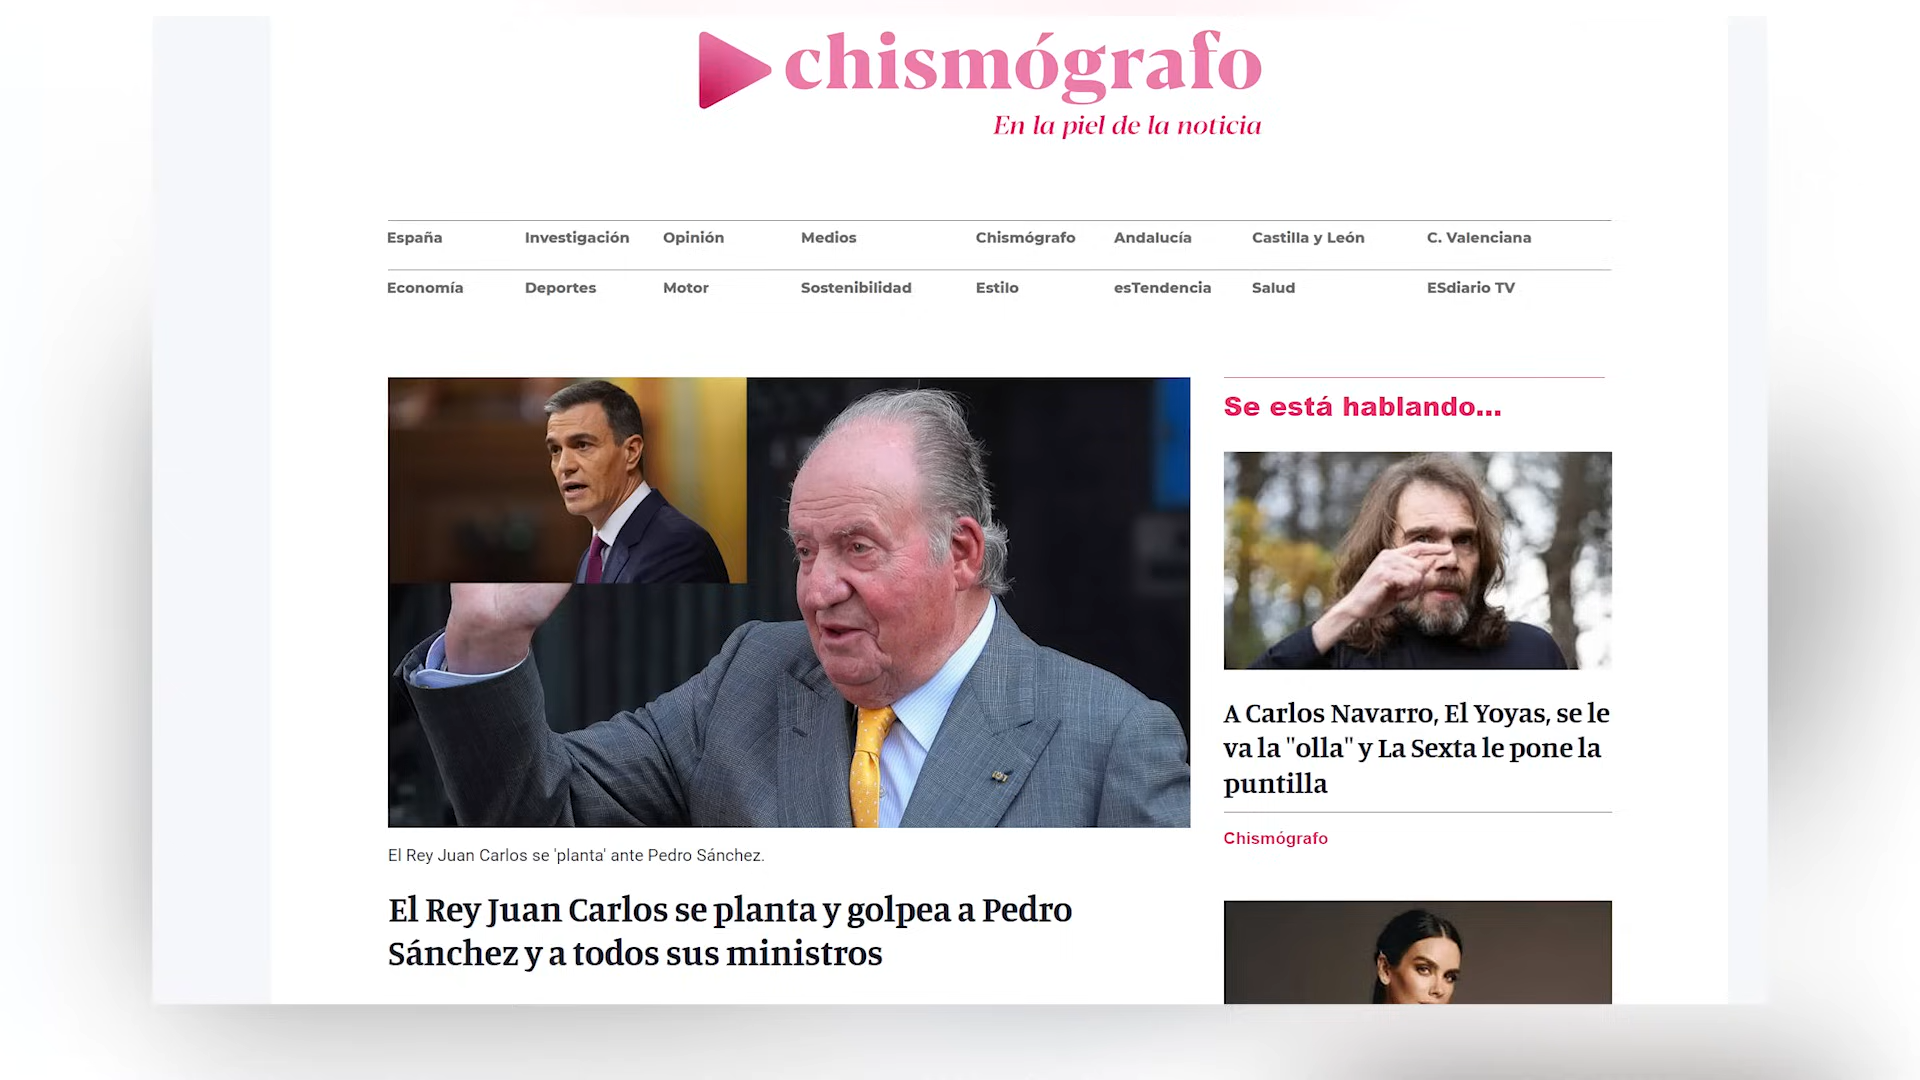 chismógrafo
En la piel de la noticia
España Investigación Opinión Medios Chismógrafo Andalucía Castilla y León C. Valenciana
Economía Deportes Motor Sostenibilidad Estilo esTendencia Salud ESdiario TV
El Rey Juan Carlos se 'planta' ante Pedro Sánchez.
El Rey Juan Carlos se planta y golpea a Pedro
Sánchez y a todos sus ministros
Se está hablando...
A Carlos Navarro, El Yoyas, se le
va la "olla" y La Sexta le pone la
puntilla
Chismógrafo